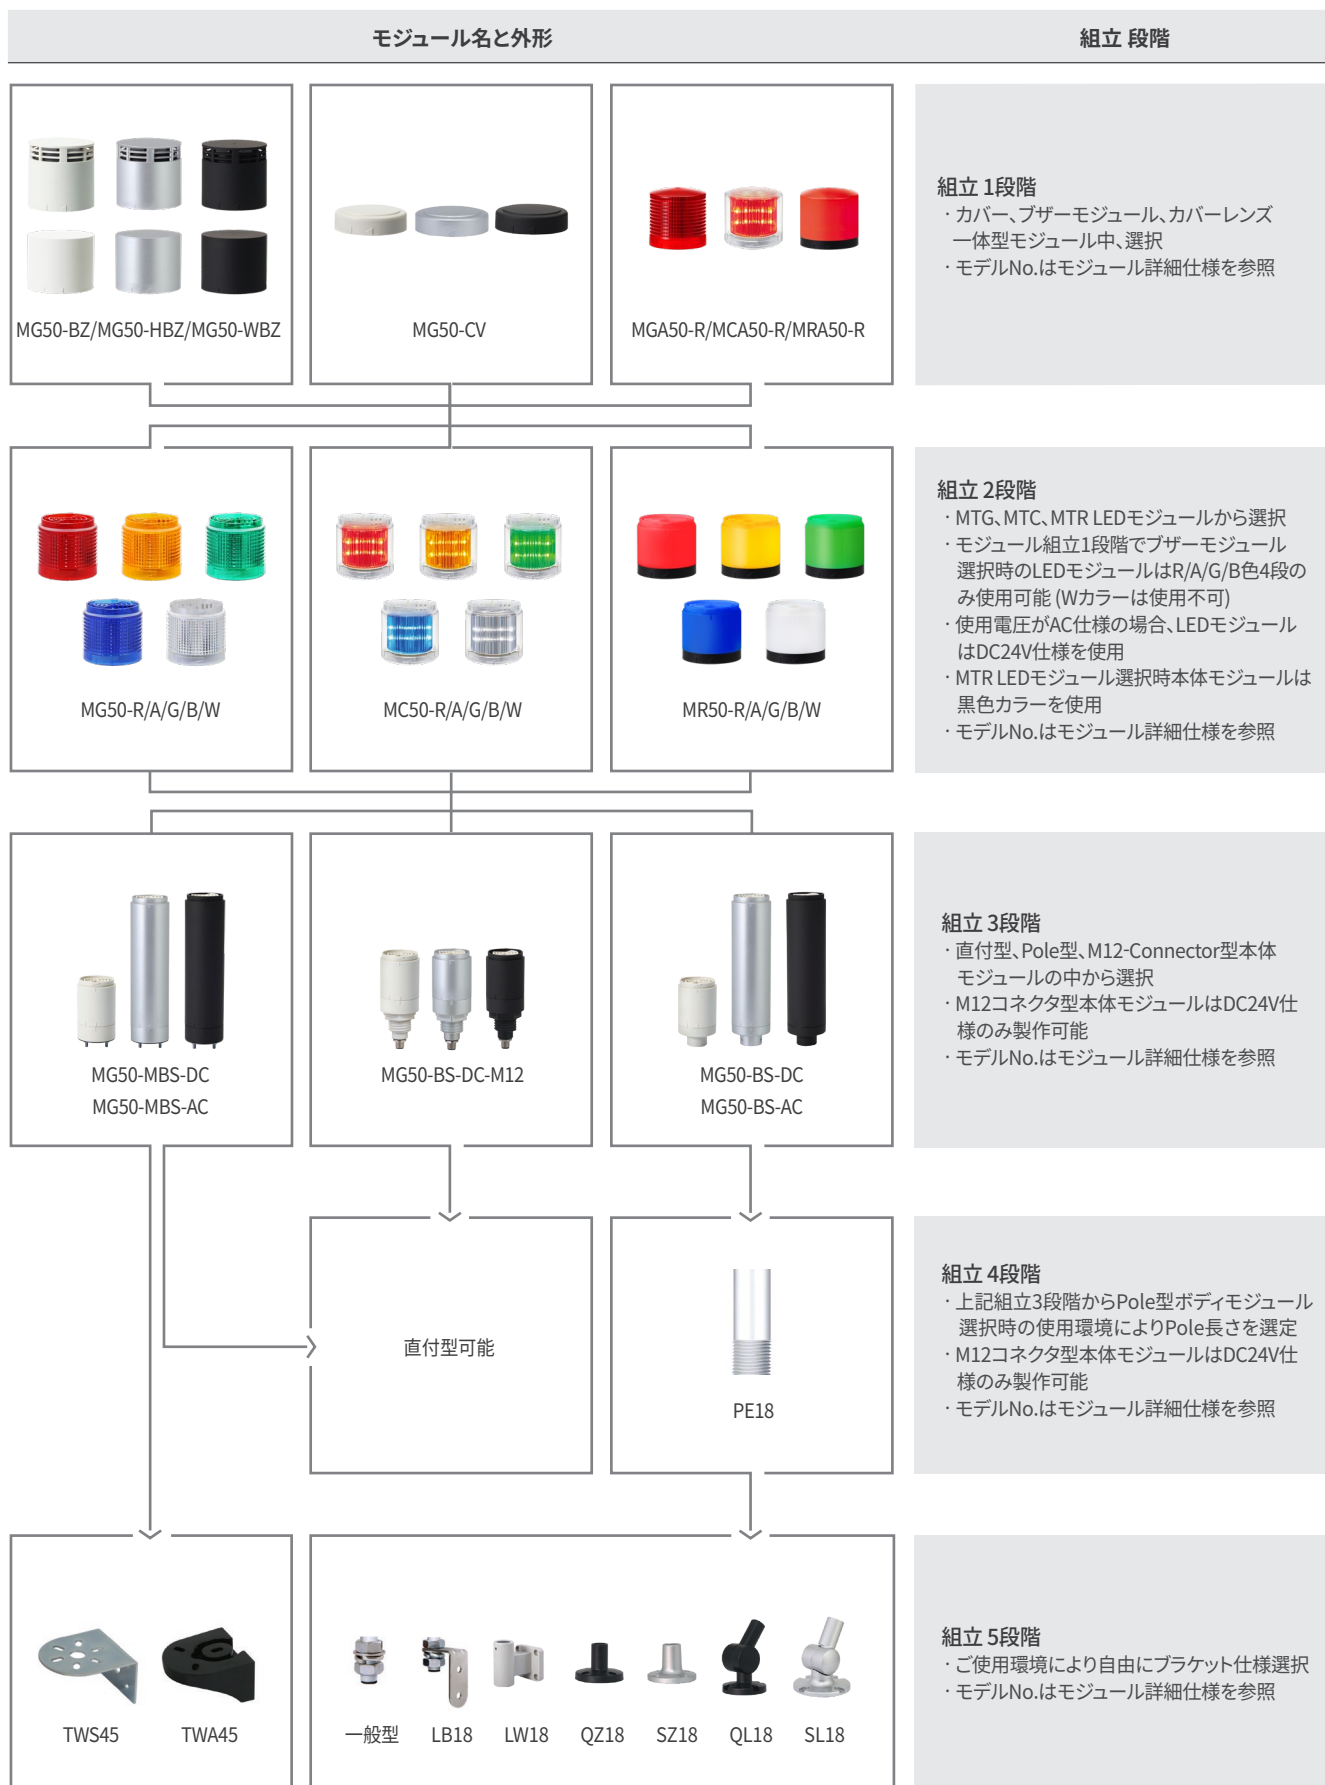 モジュール名と外形
組立 段階
MG50-BZ/MG50-HBZ/MG50-WBZ
MG50-CV
MGA50-R/MCA50-R/MRA50-R
組立 1段階
· カバー、ブザーモジュール、カバーレンズ
一体型モジュール中、選択
· モデルNo.はモジュール詳細仕様を参照
MG50-R/A/G/B/W
MC50-R/A/G/B/W
MR50-R/A/G/B/W
組立 2段階
· MTG、MTC、MTR LEDモジュールから選択
· モジュール組立1段階でブザーモジュール
選択時のLEDモジュールはR/A/G/B色4段の
み使用可能 (Wカラーは使用不可)
· 使用電圧がAC仕様の場合、LEDモジュール
はDC24V仕様を使用
· MTR LEDモジュール選択時本体モジュールは
黒色カラーを使用
· モデルNo.はモジュール詳細仕様を参照
MG50-MBS-DC
MG50-MBS-AC
MG50-BS-DC-M12
MG50-BS-DC
MG50-BS-AC
組立 3段階
· 直付型、Pole型、M12-Connector型本体
モジュールの中から選択
· M12コネクタ型本体モジュールはDC24V仕
様のみ製作可能
· モデルNo.はモジュール詳細仕様を参照
直付型可能
PE18
組立 4段階
· 上記組立3段階からPole型ボディモジュール
選択時の使用環境によりPole長さを選定
· M12コネクタ型本体モジュールはDC24V仕
様のみ製作可能
· モデルNo.はモジュール詳細仕様を参照
TWS45
TWA45
一般型
LB18
LW18
QZ18
SZ18
QL18
SL18
組立 5段階
· ご使用環境により自由にブラケット仕様選択
· モデルNo.はモジュール詳細仕様を参照